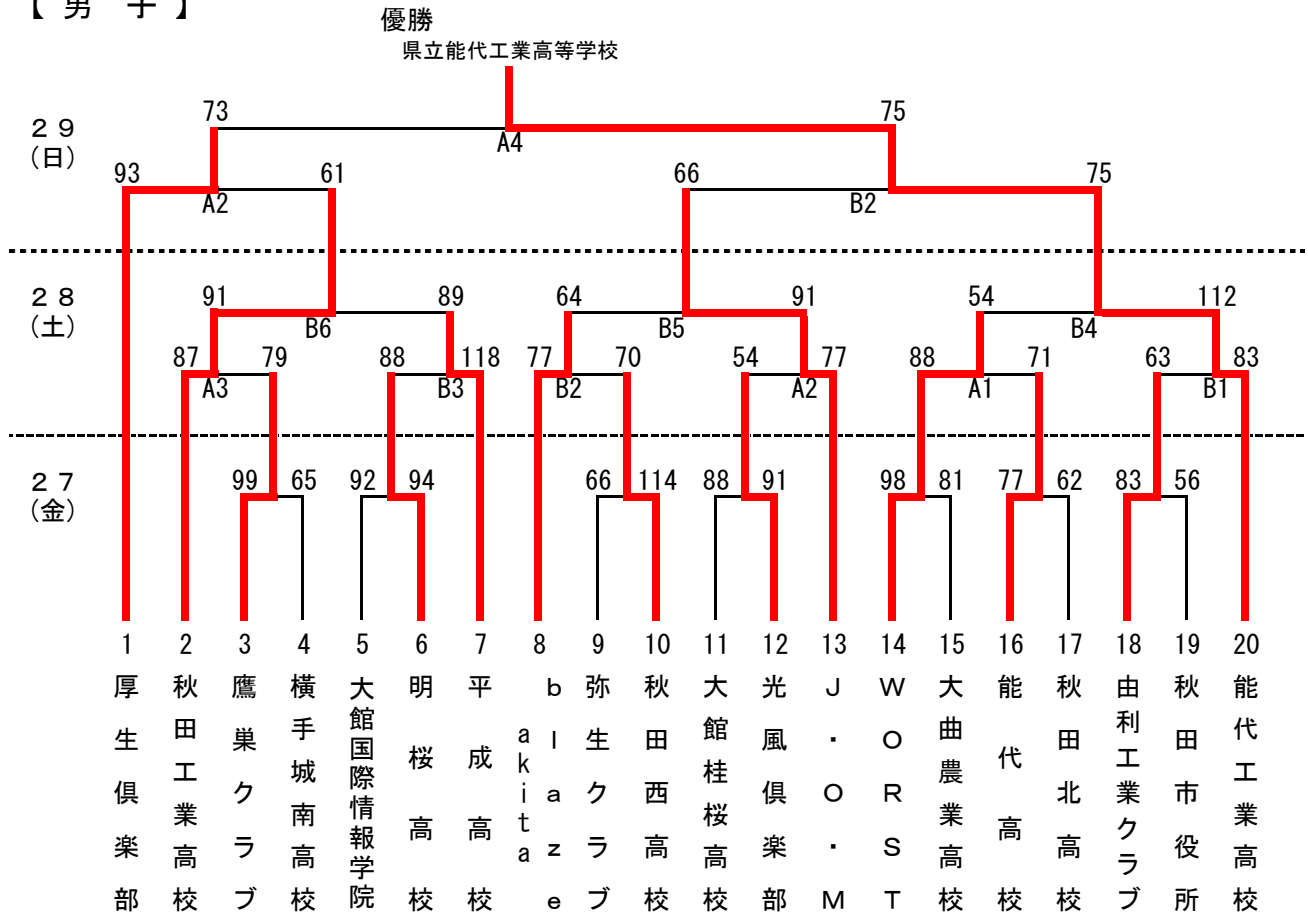 【 男 子 】
優勝
県立能代工業高等学校
73 75
２９
（日）
A4
93 61 66 75
A2 B2
２８
（土）
91 89 64 91 54 112
B6 B5 B4
87 79 88 118 77 70 54 77 88 71 63 83
A3 B3 B2 A2 A1 B1
２７
（金）
99 65 92 94 66 114 88 91 98 81 77 62 83 56
1 2 3 4 5 6 7 8 9 10 11 12 13 14 15 16 17 18 19 20
厚生倶楽部
秋田工業高校
鷹巣クラブ
横手城南高校
大館国際情報学院
明桜高校
平成高校
akita
blaze
弥生クラブ
秋田西高校
大館桂桜高校
光風倶楽部
Ｊ・Ｏ・Ｍ
ＷＯＲＳＴ
大曲農業高校
能代高校
秋田北高校
由利工業クラブ
秋田市役所
能代工業高校